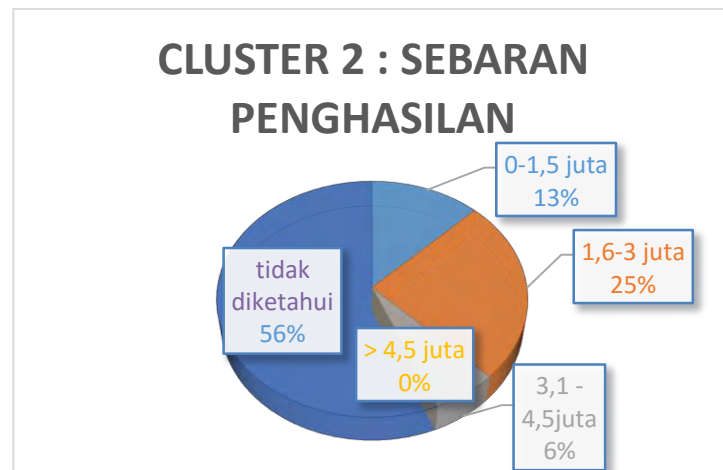 CLUSTER 2 : SEBARAN
PENGHASILAN
0-1,5 juta
13%
1,6-3 juta
25%
tidak
diketahui
56%
> 4,5 juta
0%
3,1 -
4,5juta
6%